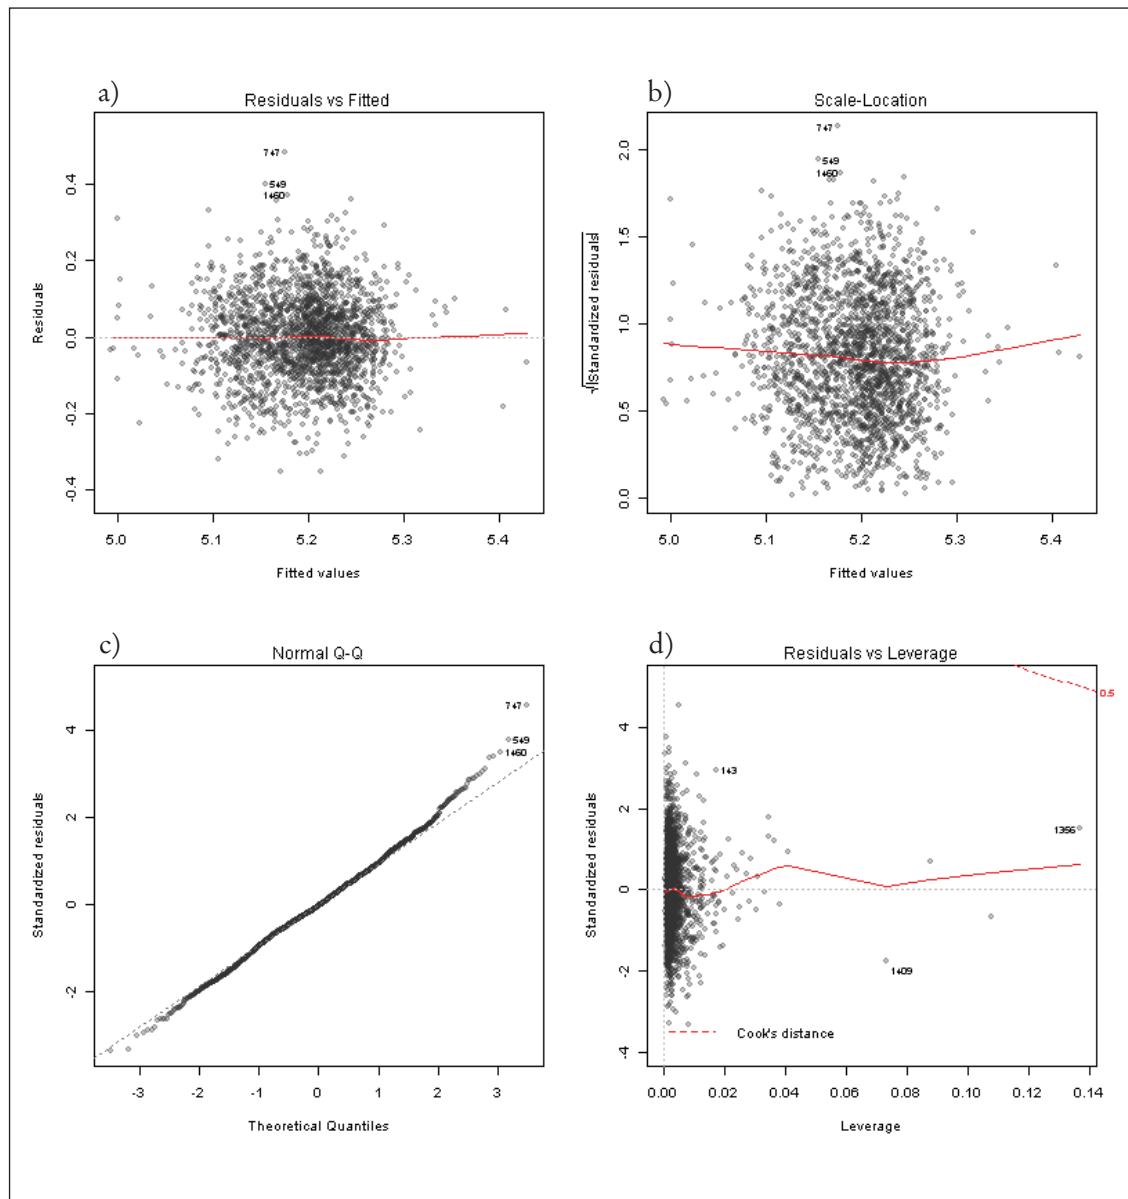 a)
Residuals vs Fitted
747
549
1460
0.4
0.2
0.0
-0.2
-0.4
Residuals
5.0 5.1 5.2 5.3 5.4
Fitted values
b)
Scale-Location
747
549
1460
2.0
1.5
1.0
0.5
0.0
√|Standardized residuals|
5.0 5.1 5.2 5.3 5.4
Fitted values
c)
Normal Q-Q
747
549
1460
4
2
0
-2
Standardized residuals
-3 -2 -1 0 1 2 3
Theoretical Quantiles
d)
Residuals vs Leverage
0.5
143
1356
1409
4
2
0
-2
-4
Standardized residuals
Cook's distance
0.00 0.02 0.04 0.06 0.08 0.10 0.12 0.14
Leverage